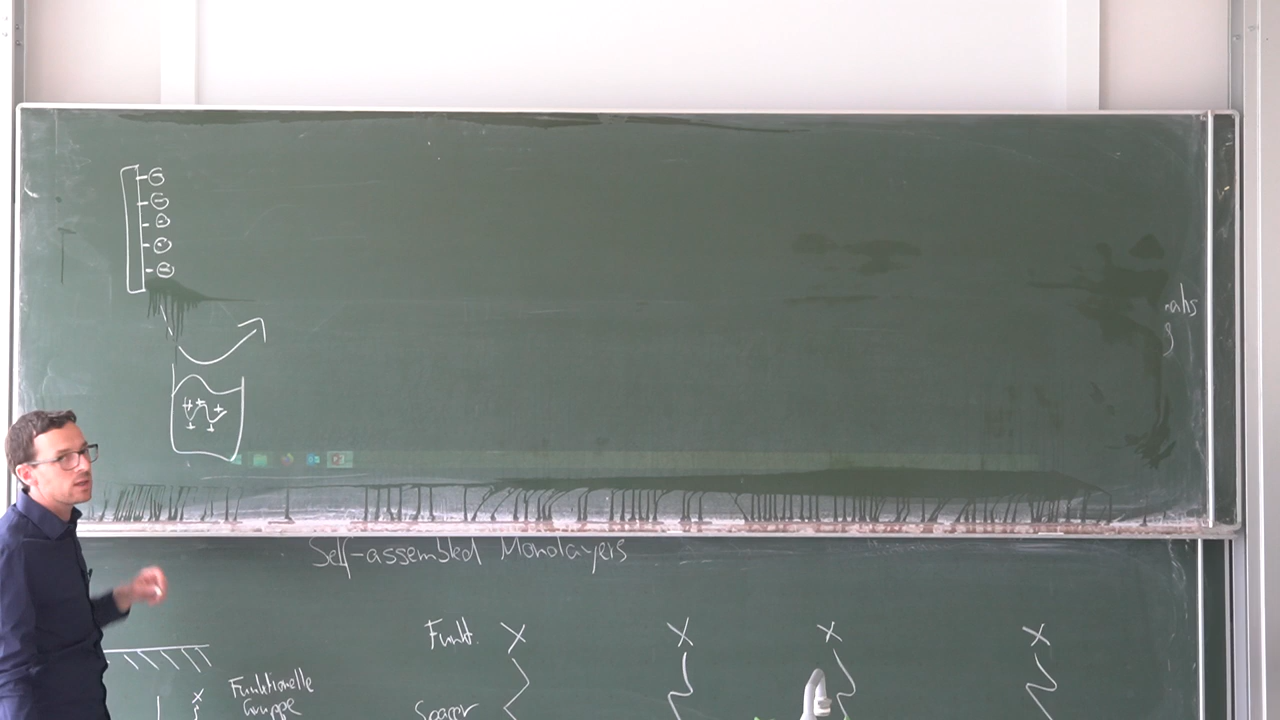 Self-assembled Monolayers
Funkt. X X X X
X Funktionelle
Gruppe
Spacer